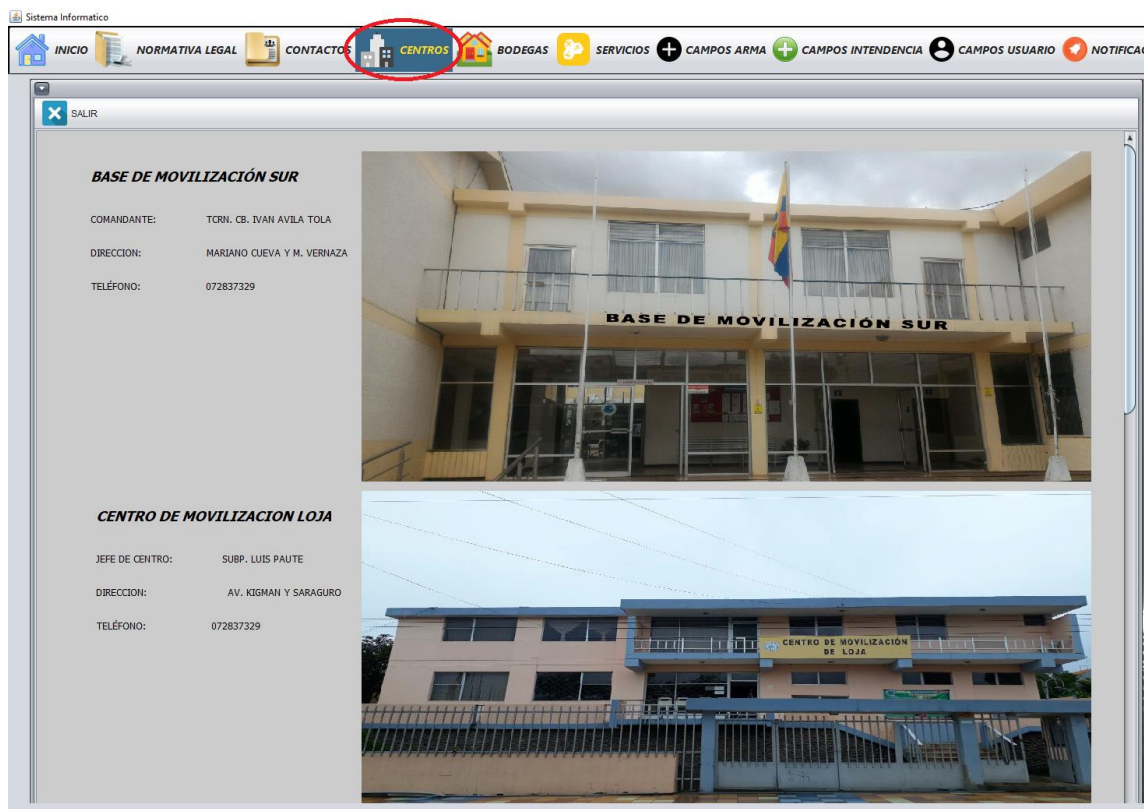 Sistema Informatico
INICIO NORMATIVA LEGAL CONTACTOS CENTROS BODEGAS SERVICIOS CAMPOS ARMA CAMPOS INTENDENCIA CAMPOS USUARIO NOTIFICAC
SALIR
BASE DE MOVILIZACIÓN SUR
COMANDANTE: TCRN. CB. IVAN AVILA TOLA
DIRECCION: MARIANO CUEVA Y M. VERNAZA
TELÉFONO: 072837329
BASE DE MOVILIZACIÓN SUR
CENTRO DE MOVILIZACION LOJA
JEFE DE CENTRO: SUBP. LUIS PAUTE
DIRECCION: AV. KIGMAN Y SARAGURO
TELÉFONO: 072837329
CENTRO DE MOVILIZACIÓN
DE LOJA